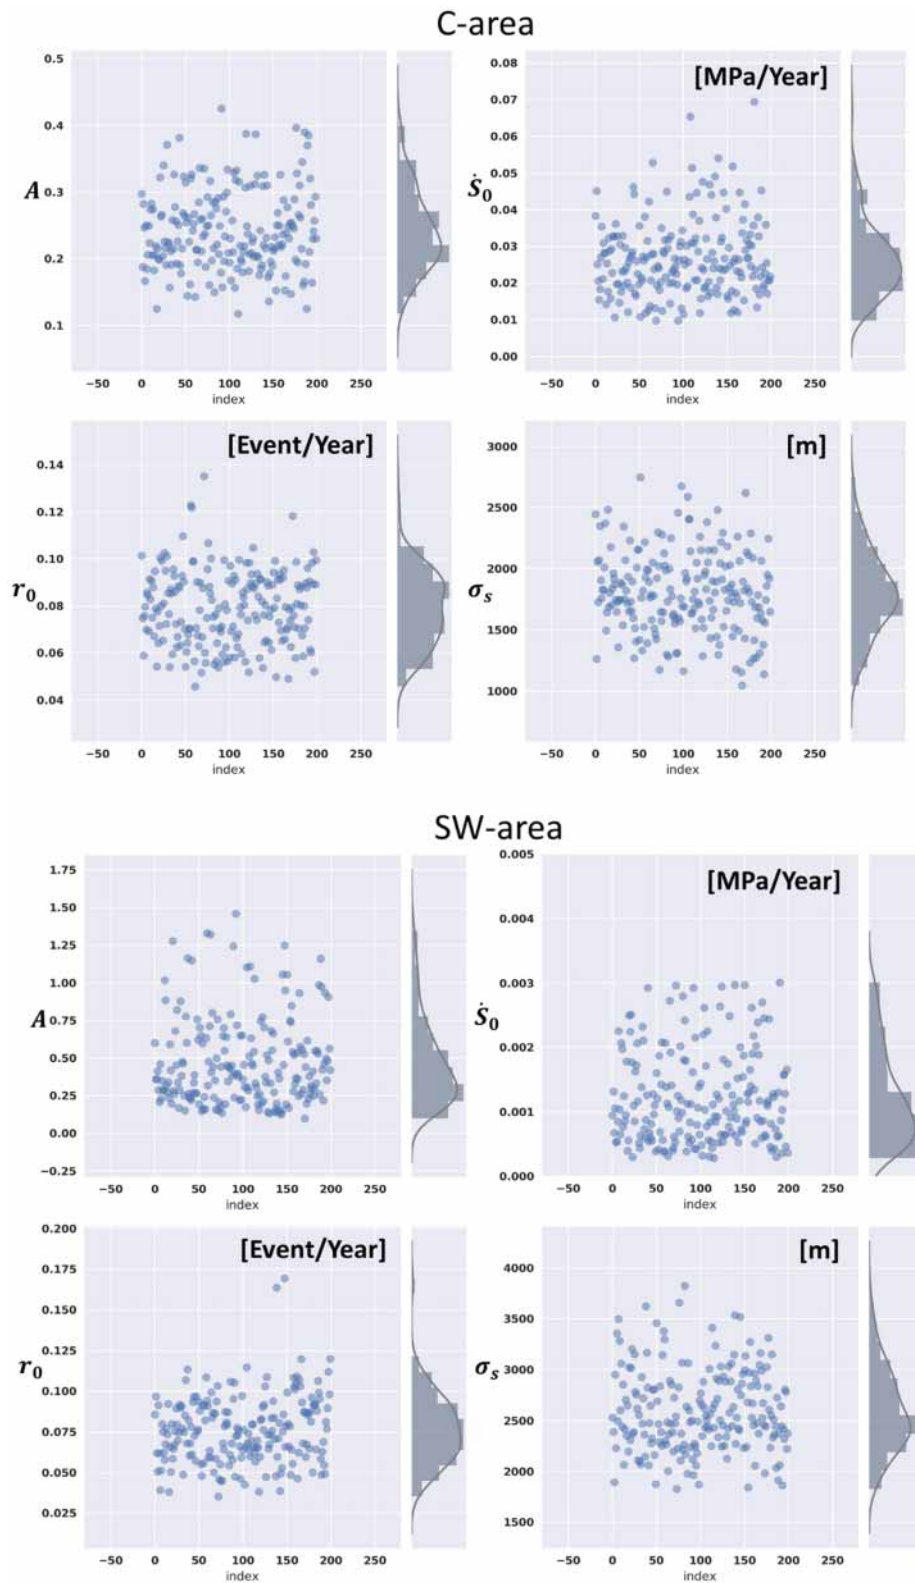 C-area
0.5
0.4
0.3
0.2
0.1
A
−50 0 50 100 150 200 250
index
[MPa/Year]
0.08
0.07
0.06
0.05
0.04
0.03
0.02
0.01
0.00
Ṡ₀
−50 0 50 100 150 200 250
index
[Event/Year]
0.14
0.12
0.10
0.08
0.06
0.04
r₀
−50 0 50 100 150 200 250
index
[m]
3000
2500
2000
1500
1000
σₛ
−50 0 50 100 150 200 250
index
SW-area
1.75
1.50
1.25
1.00
0.75
0.50
0.25
0.00
−0.25
A
−50 0 50 100 150 200 250
index
[MPa/Year]
0.005
0.004
0.003
0.002
0.001
0.000
Ṡ₀
−50 0 50 100 150 200 250
index
[Event/Year]
0.200
0.175
0.150
0.125
0.100
0.075
0.050
0.025
r₀
−50 0 50 100 150 200 250
index
[m]
4000
3500
3000
2500
2000
1500
σₛ
−50 0 50 100 150 200 250
index